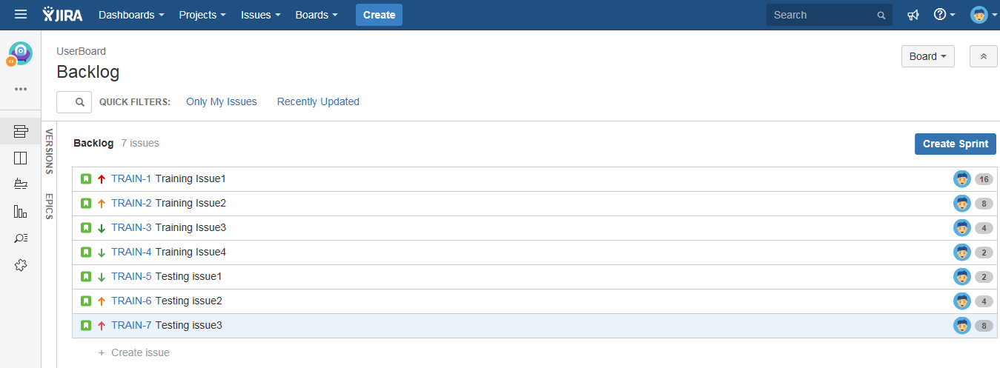 JIRA Dashboards Projects Issues Boards Create Search
UserBoard
Board
Backlog
QUICK FILTERS: Only My Issues Recently Updated
VERSIONS
EPICS
Backlog 7 issues Create Sprint
TRAIN-1 Training Issue1 16
TRAIN-2 Training Issue2 8
TRAIN-3 Training Issue3 4
TRAIN-4 Training Issue4 2
TRAIN-5 Testing issue1 2
TRAIN-6 Testing issue2 4
TRAIN-7 Testing issue3 8
+ Create issue